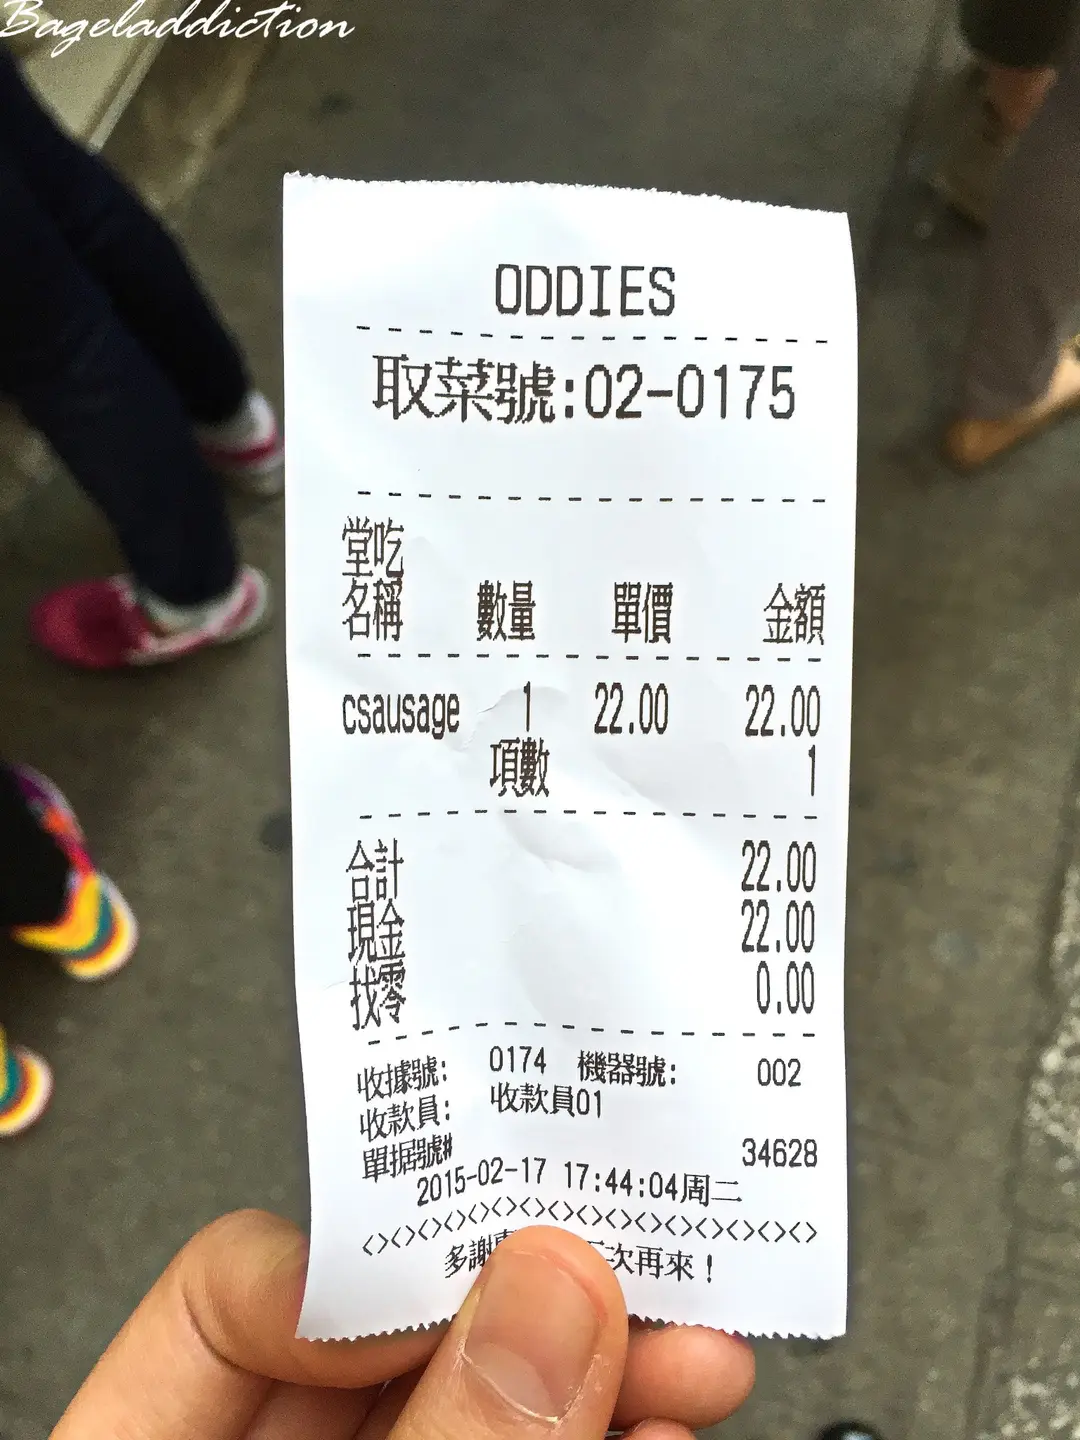 Bageladdiction
ODDIES
取菜號:02-0175
堂吃
名稱 數量 單價 金額
csausage 1 22.00 22.00
項數 1
合計 22.00
現金 22.00
找零 0.00
收據號: 0174 機器號: 002
收款員: 收款員01
單据號# 34628
2015-02-17 17:44:04周二
<><><><><><><><><><><><><><><><>
多謝 次再來！